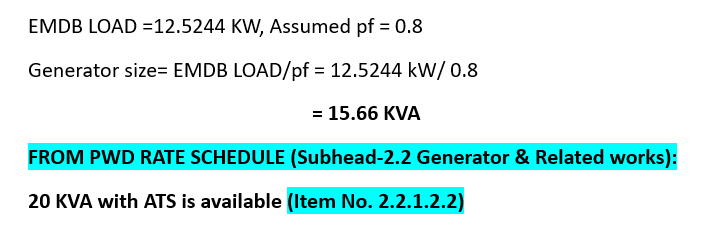 EMDB LOAD =12.5244 KW, Assumed pf = 0.8
Generator size= EMDB LOAD/pf = 12.5244 kW/ 0.8
= 15.66 KVA
FROM PWD RATE SCHEDULE (Subhead-2.2 Generator & Related works):
20 KVA with ATS is available (Item No. 2.2.1.2.2)